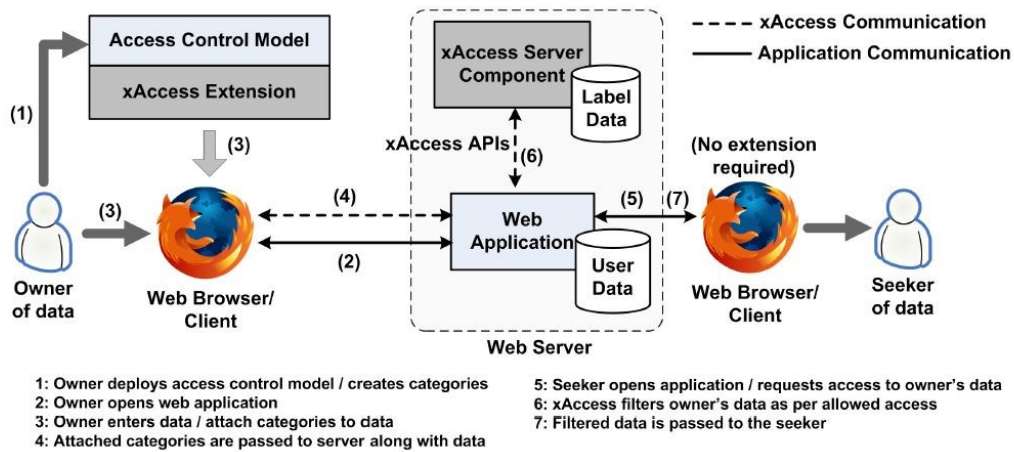 Access Control Model
xAccess Extension
(1)
(3)
(3)
Owner
of data
Web Browser/
Client
(4)
(2)
xAccess Server
Component
Label
Data
xAccess APIs
(6)
Web
Application
User
Data
Web Server
xAccess Communication
Application Communication
(No extension
required)
(5)
(7)
Web Browser/
Client
Seeker
of data
1: Owner deploys access control model / creates categories
2: Owner opens web application
3: Owner enters data / attach categories to data
4: Attached categories are passed to server along with data
5: Seeker opens application / requests access to owner's data
6: xAccess filters owner's data as per allowed access
7: Filtered data is passed to the seeker